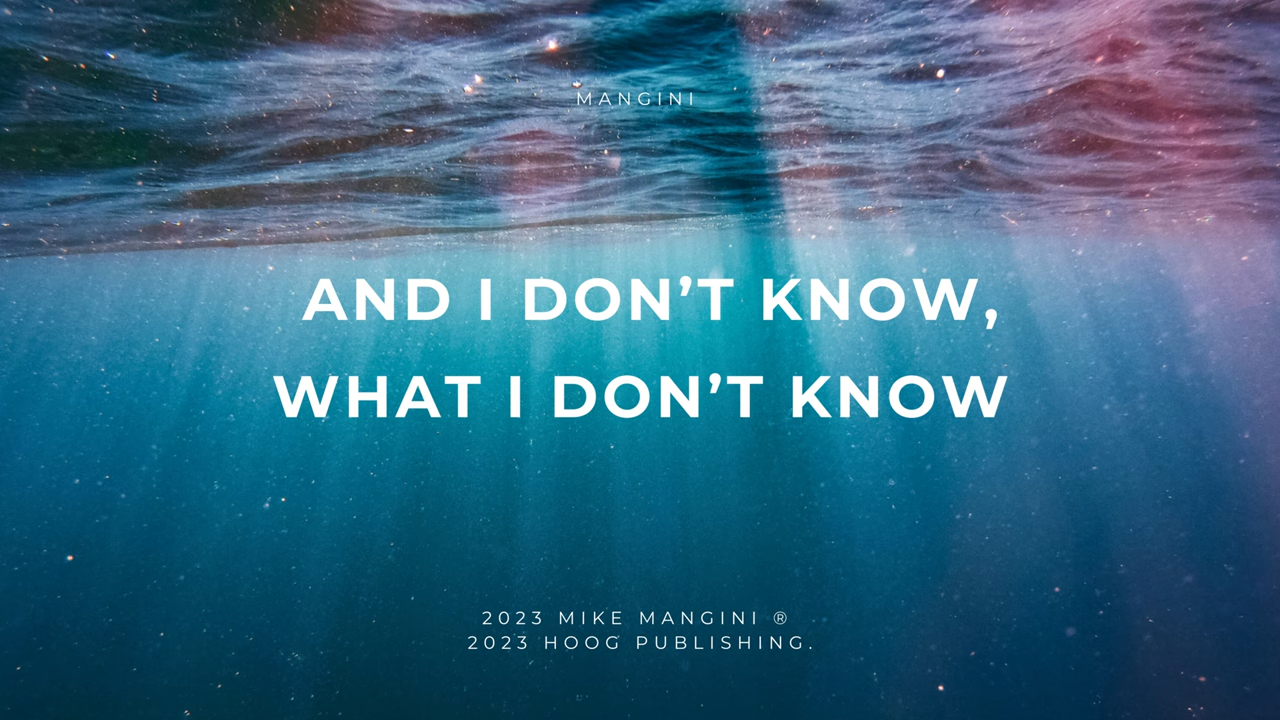 MANGINI
AND I DON’T KNOW,
WHAT I DON’T KNOW
2023 MIKE MANGINI ®
2023 HOOG PUBLISHING.